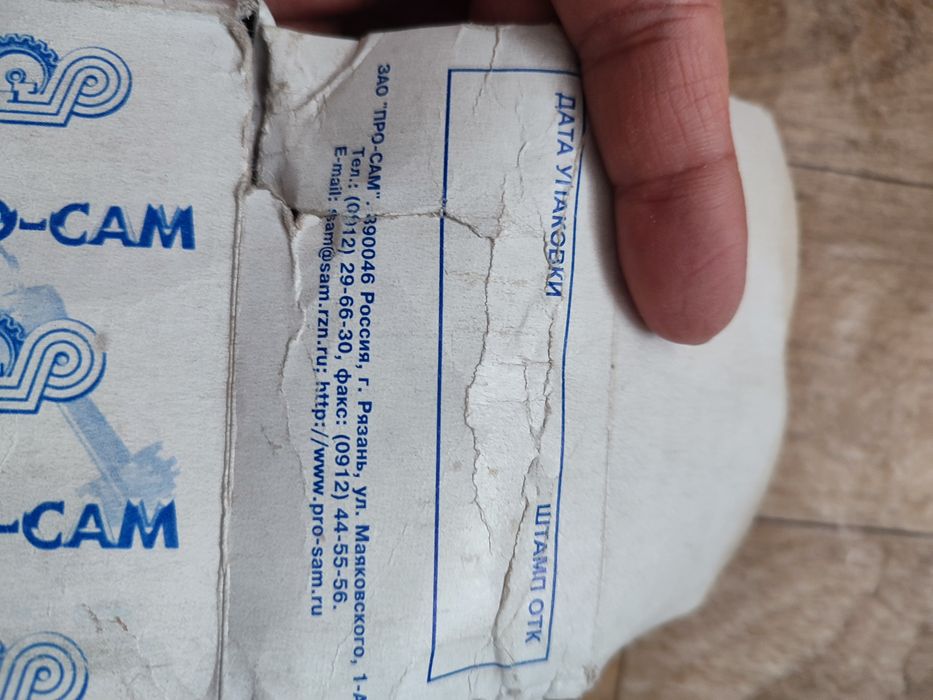 ДАТА УПАКОВКИ
ШТАМП ОТК
ЗАО "ПРО-САМ". 390046 Россия, г. Рязань, ул. Маяковского, 1-А
Тел.: (0912) 29-66-30, факс: (0912) 44-55-56.
E-mail: sam@sam.rzn.ru; http://www.pro-sam.ru
О-САМ
-САМ